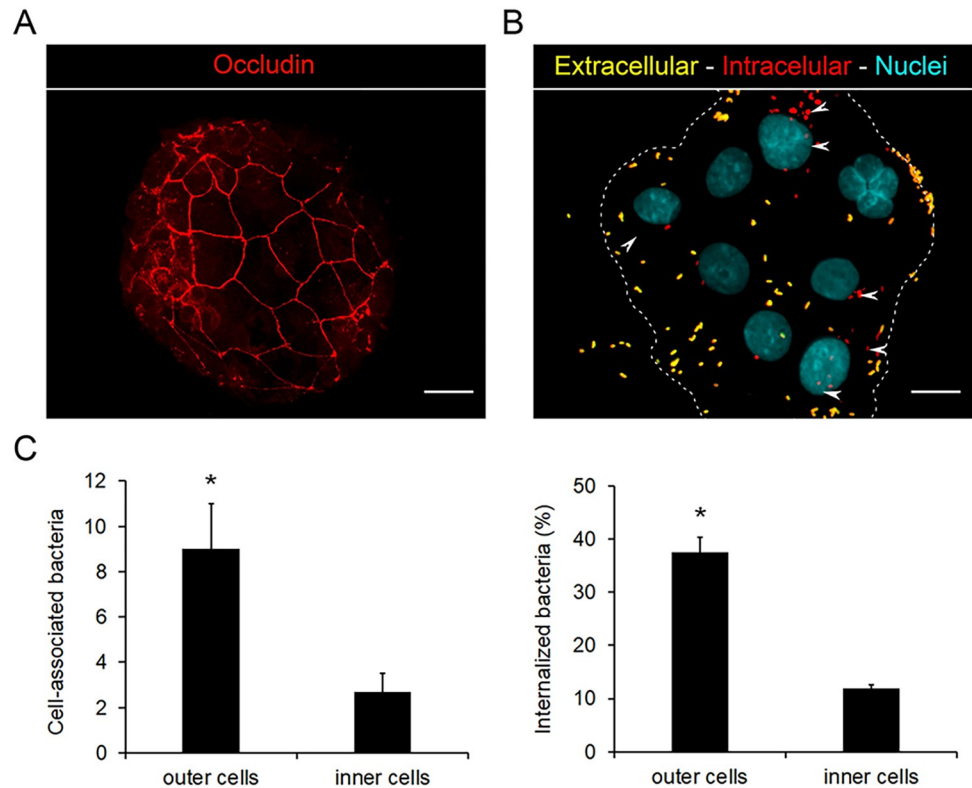 A
Occludin
B
Extracellular - Intracelular - Nuclei
C
Cell-associated bacteria
12
10
8
6
4
2
0
*
outer cells
inner cells
Internalized bacteria (%)
50
40
30
20
10
0
*
outer cells
inner cells